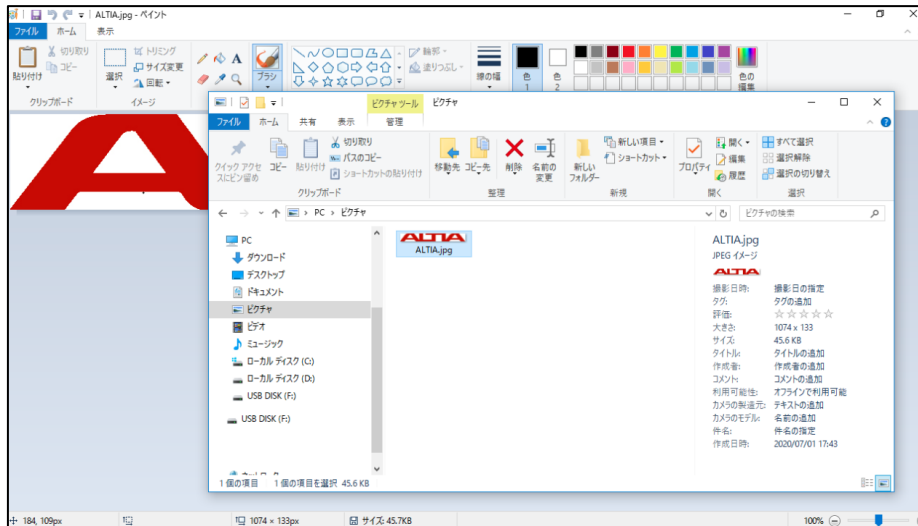 ALTIA.jpg - ペイント
ファイル ホーム 表示
貼り付け
切り取り
コピー
クリップボード
選択
トリミング
サイズ変更
回転
イメージ
A
ブラシ
輪郭
塗りつぶし
線の幅
色 1
色 2
色の編集
ピクチャ ツール ピクチャ
ファイル ホーム 共有 表示 管理
クイック アクセスにピン留め
コピー
貼り付け
切り取り
パスのコピー
ショートカットの貼り付け
クリップボード
移動先 コピー先 削除 名前の変更
整理
新しいフォルダー
新しい項目
ショートカット
新規
プロパティ
開く
編集
履歴
開く
すべて選択
選択解除
選択の切り替え
選択
PC > ピクチャ
ピクチャの検索
PC
ダウンロード
デスクトップ
ドキュメント
ピクチャ
ビデオ
ミュージック
ローカル ディスク (C:)
ローカル ディスク (D:)
USB DISK (F:)
USB DISK (F:)
ALTIA
ALTIA.jpg
ALTIA.jpg
JPEG イメージ
ALTIA
撮影日時: 撮影日の指定
タグ: タグの追加
評価: ☆☆☆☆☆
大きさ: 1074 x 133
サイズ: 45.6 KB
タイトル: タイトルの追加
作成者: 作成者の追加
コメント: コメントの追加
利用可能性: オフラインで利用可能
カメラの製造元: テキストの追加
カメラのモデル: 名前の追加
件名: 件名の指定
作成日時: 2020/07/01 17:43
1 個の項目 1 個の項目を選択 45.6 KB
184, 109px 1074 × 133px サイズ: 45.7KB 100%